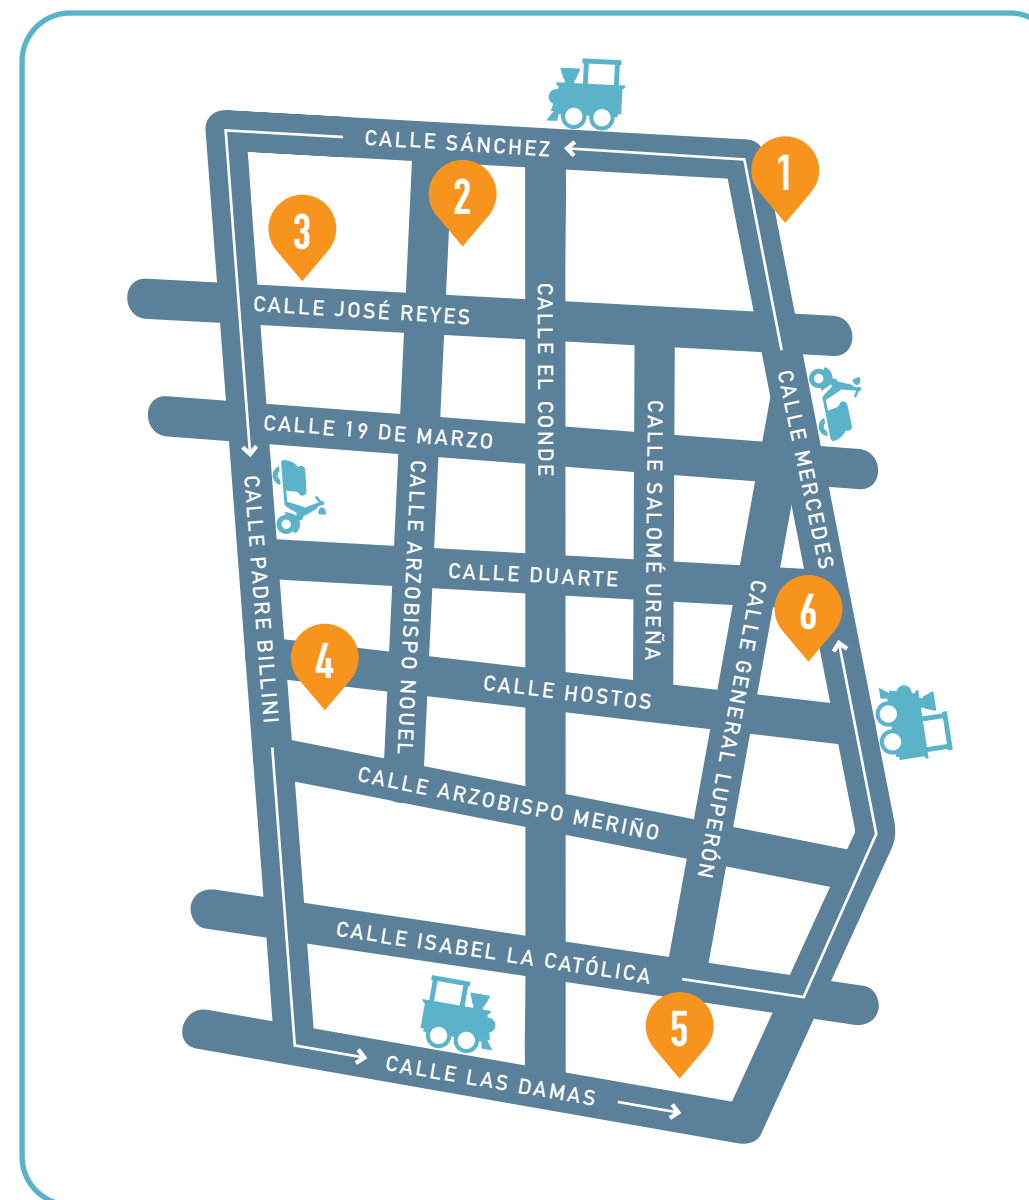 CALLE SÁNCHEZ
1
2
3
CALLE JOSÉ REYES
CALLE EL CONDE
CALLE MERCEDES
CALLE 19 DE MARZO
CALLE SALOMÉ UREÑA
CALLE ARZOBISPO NOUEL
CALLE PADRE BILLINI
CALLE DUARTE
CALLE GENERAL LUPERÓN
6
4
CALLE HOSTOS
CALLE ARZOBISPO MERIÑO
CALLE ISABEL LA CATÓLICA
5
CALLE LAS DAMAS